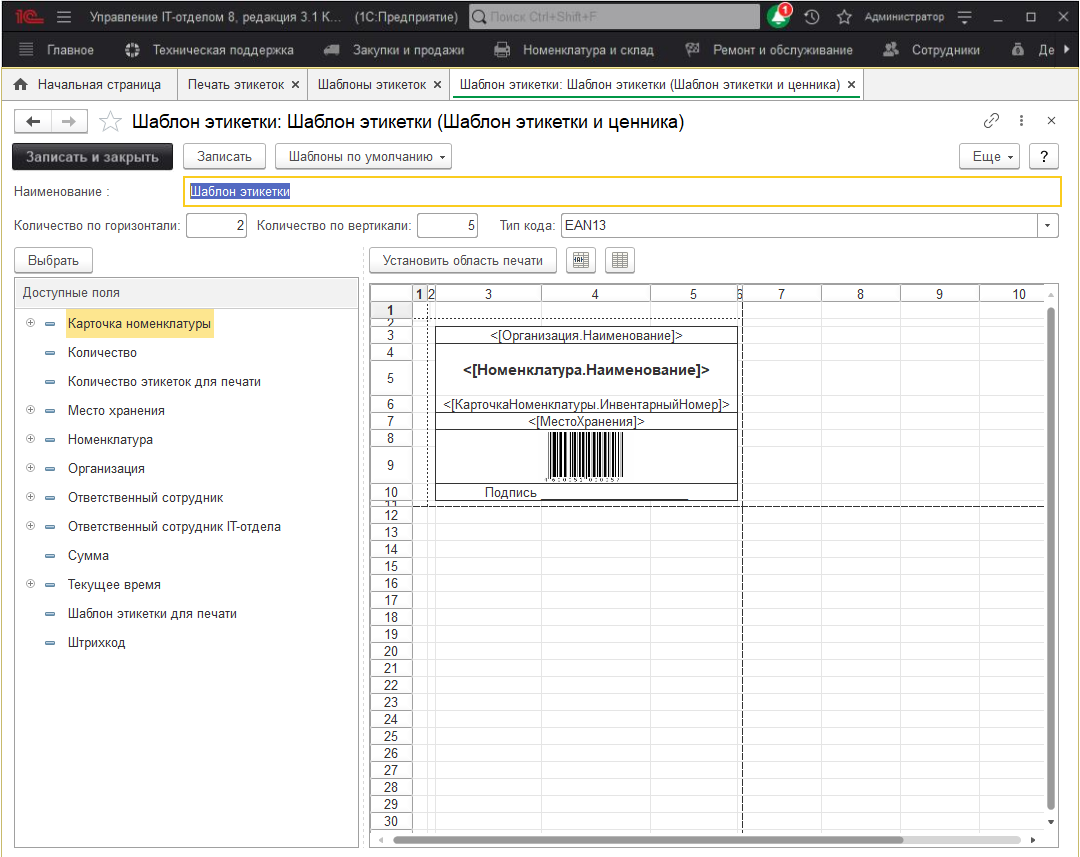 1С Управление IT-отделом 8, редакция 3.1 К... (1С:Предприятие) Поиск Ctrl+Shift+F 1 Администратор
Главное Техническая поддержка Закупки и продажи Номенклатура и склад Ремонт и обслуживание Сотрудники Де
Начальная страница Печать этикеток × Шаблоны этикеток × Шаблон этикетки: Шаблон этикетки (Шаблон этикетки и ценника) ×
Шаблон этикетки: Шаблон этикетки (Шаблон этикетки и ценника)
Записать и закрыть Записать Шаблоны по умолчанию Еще ?
Наименование : Шаблон этикетки
Количество по горизонтали: 2 Количество по вертикали: 5 Тип кода: EAN13
Выбрать Установить область печати
Доступные поля
Карточка номенклатуры
Количество
Количество этикеток для печати
Место хранения
Номенклатура
Организация
Ответственный сотрудник
Ответственный сотрудник IT-отдела
Сумма
Текущее время
Шаблон этикетки для печати
Штрихкод
1 2 3 4 5 6 7 8 9 10
1
2
3 <[Организация.Наименование]>
4
5 <[Номенклатура.Наименование]>
6 <[КарточкаНоменклатуры.ИнвентарныйНомер]>
7 <[МестоХранения]>
8
9
10 Подпись
11
12
13
14
15
16
17
18
19
20
21
22
23
24
25
26
27
28
29
30